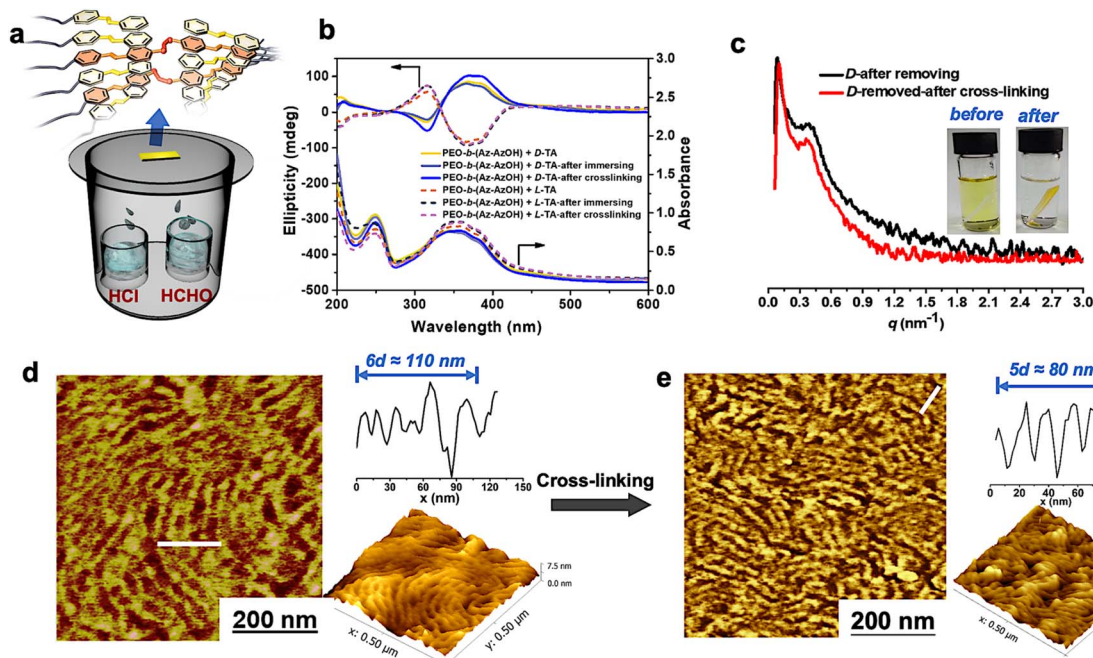 a
HCl
HCHO
b
Ellipticity (mdeg)
100
0
-100
-200
-300
-400
-500
3.0
2.5
2.0
1.5
1.0
0.5
0.0
Absorbance
PEO-b-(Az-AzOH) + D-TA
PEO-b-(Az-AzOH) + D-TA-after immersing
PEO-b-(Az-AzOH) + D-TA-after crosslinking
PEO-b-(Az-AzOH) + L-TA
PEO-b-(Az-AzOH) + L-TA-after immersing
PEO-b-(Az-AzOH) + L-TA-after crosslinking
200 300 400 500 600
Wavelength (nm)
c
D-after removing
D-removed-after cross-linking
before after
0.0 0.3 0.6 0.9 1.2 1.5 1.8 2.1 2.4 2.7 3.0
q (nm⁻¹)
d
200 nm
6d ≈ 110 nm
0 30 60 90 120 150
x (nm)
7.5 nm
0.0 nm
x: 0.50 µm
y: 0.50 µm
Cross-linking
e
200 nm
5d ≈ 80 nm
0 20 40 60
x (nm)
x: 0.50 µm